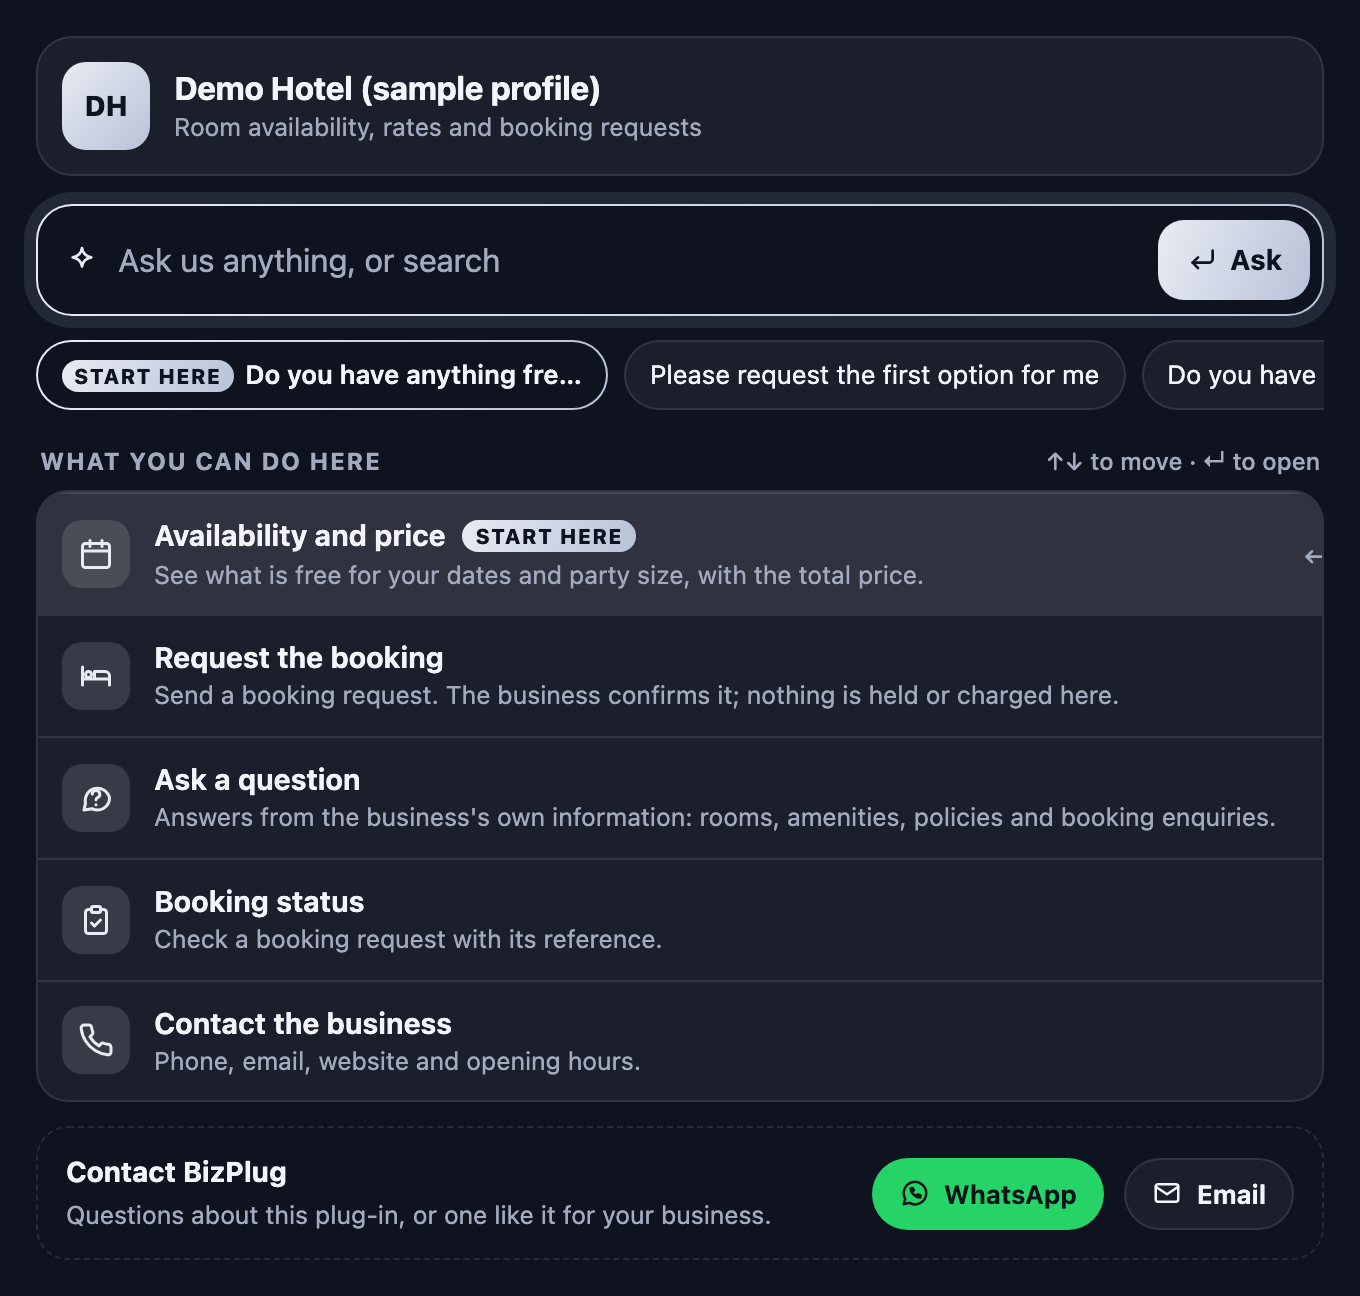 DH
Demo Hotel (sample profile)
Room availability, rates and booking requests
Ask us anything, or search
Ask
START HERE Do you have anything fre...
Please request the first option for me
Do you have
WHAT YOU CAN DO HERE
↑↓ to move · ↵ to open
Availability and price START HERE
See what is free for your dates and party size, with the total price.
Request the booking
Send a booking request. The business confirms it; nothing is held or charged here.
Ask a question
Answers from the business's own information: rooms, amenities, policies and booking enquiries.
Booking status
Check a booking request with its reference.
Contact the business
Phone, email, website and opening hours.
Contact BizPlug
Questions about this plug-in, or one like it for your business.
WhatsApp
Email